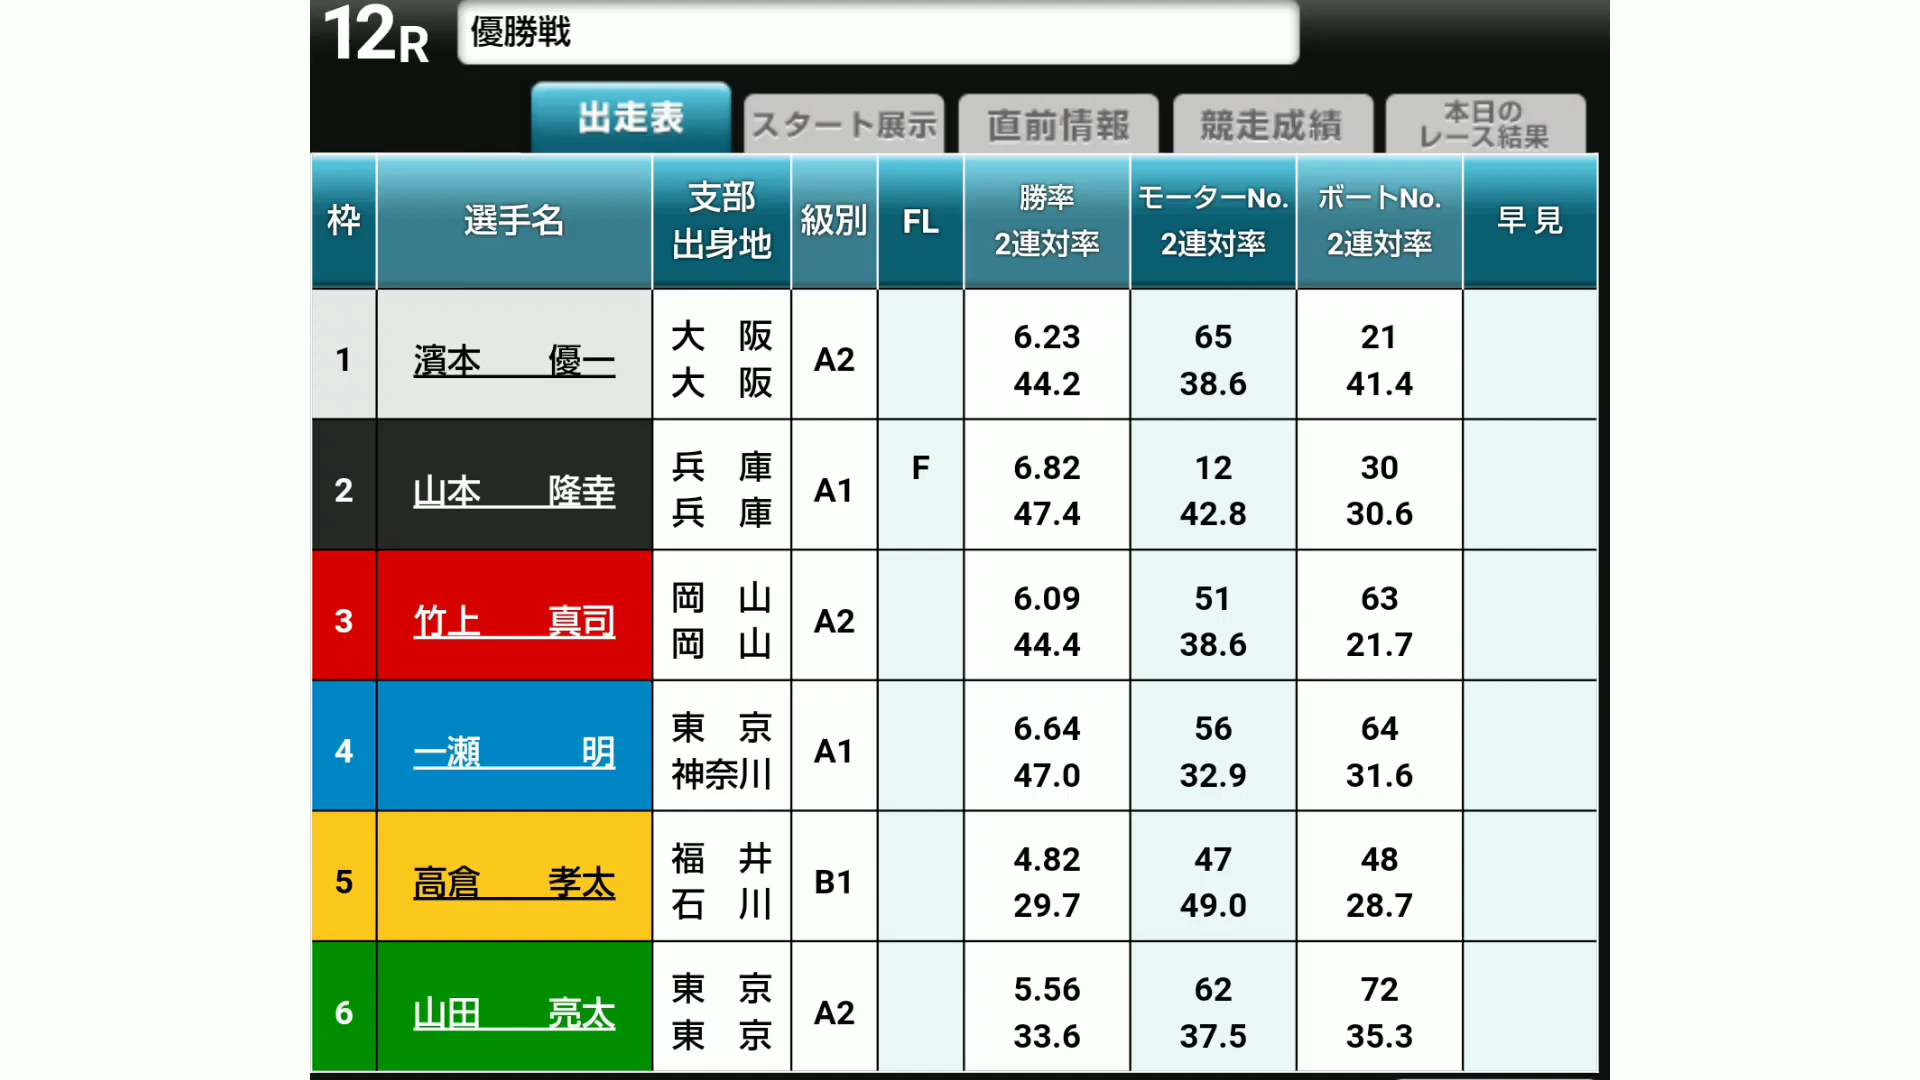 12R 優勝戦
出走表 スタート展示 直前情報 競走成績 本日の
レース結果
枠 選手名 支部 級別 FL 勝率 モーターNo. ボートNo. 早見
出身地 2連対率 2連対率 2連対率
1 濱本 優一 大阪 A2 6.23 65 21
大阪 44.2 38.6 41.4
2 山本 隆幸 兵庫 A1 F 6.82 12 30
兵庫 47.4 42.8 30.6
3 竹上 真司 岡山 A2 6.09 51 63
岡山 44.4 38.6 21.7
4 一瀬 明 東京 A1 6.64 56 64
神奈川 47.0 32.9 31.6
5 高倉 孝太 福井 B1 4.82 47 48
石川 29.7 49.0 28.7
6 山田 亮太 東京 A2 5.56 62 72
東京 33.6 37.5 35.3